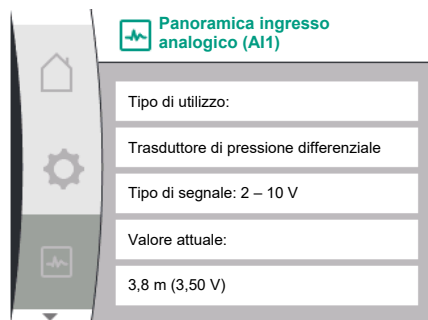 Panoramica ingresso
analogico (AI1)
Tipo di utilizzo:
Trasduttore di pressione differenziale
Tipo di segnale: 2 – 10 V
Valore attuale:
3,8 m (3,50 V)